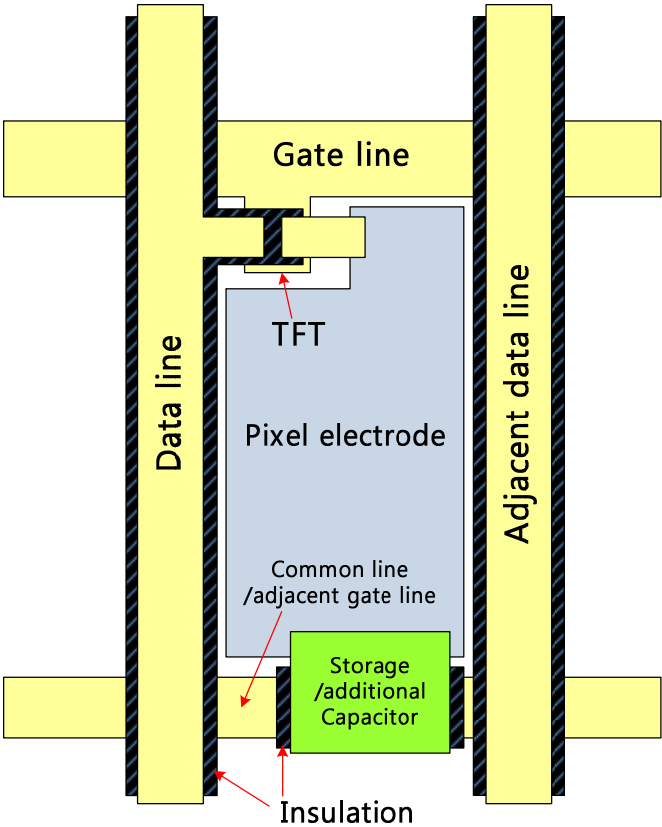 Gate line
TFT
Data line
Adjacent data line
Pixel electrode
Common line
/adjacent gate line
Storage
/additional
Capacitor
Insulation